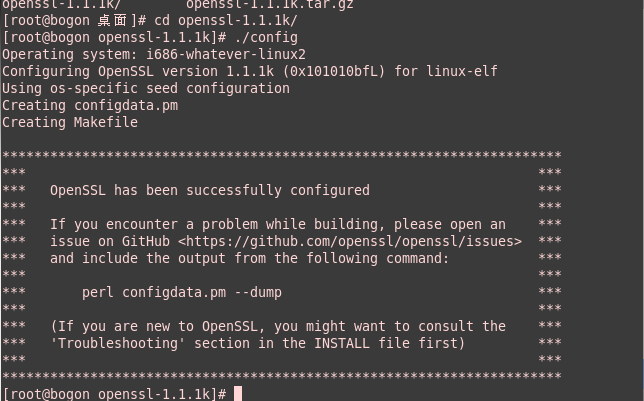 openssl-1.1.1k/        openssl-1.1.1k.tar.gz
[root@bogon 桌面]# cd openssl-1.1.1k/
[root@bogon openssl-1.1.1k]# ./config
Operating system: i686-whatever-linux2
Configuring OpenSSL version 1.1.1k (0x101010bfL) for linux-elf
Using os-specific seed configuration
Creating configdata.pm
Creating Makefile

**********************************************************************
***                                                                ***
***   OpenSSL has been successfully configured                     ***
***                                                                ***
***   If you encounter a problem while building, please open an    ***
***   issue on GitHub <https://github.com/openssl/openssl/issues>  ***
***   and include the output from the following command:           ***
***                                                                ***
***       perl configdata.pm --dump                                ***
***                                                                ***
***   (If you are new to OpenSSL, you might want to consult the    ***
***   'Troubleshooting' section in the INSTALL file first)         ***
***                                                                ***
**********************************************************************
[root@bogon openssl-1.1.1k]#